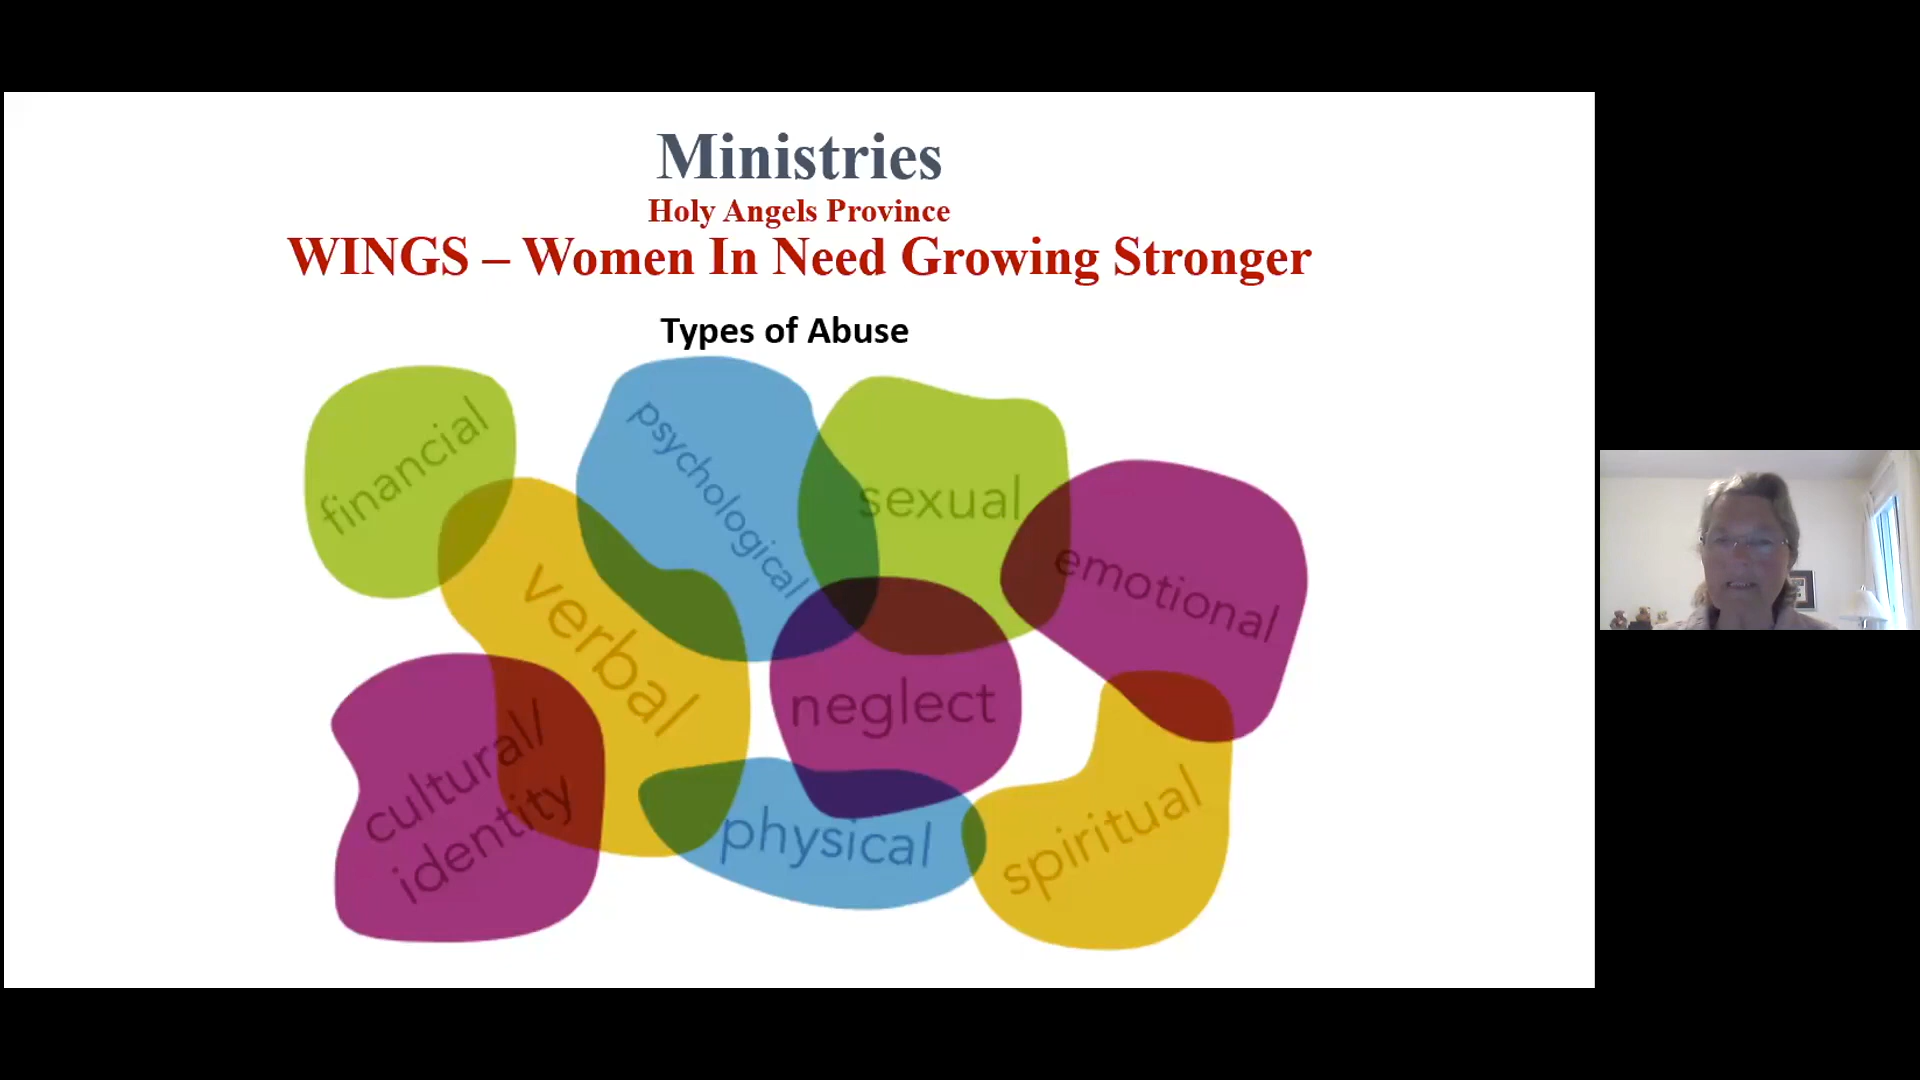 Ministries
Holy Angels Province
WINGS – Women In Need Growing Stronger
Types of Abuse
financial
psychological
sexual
emotional
verbal
neglect
cultural/
identity
physical
spiritual